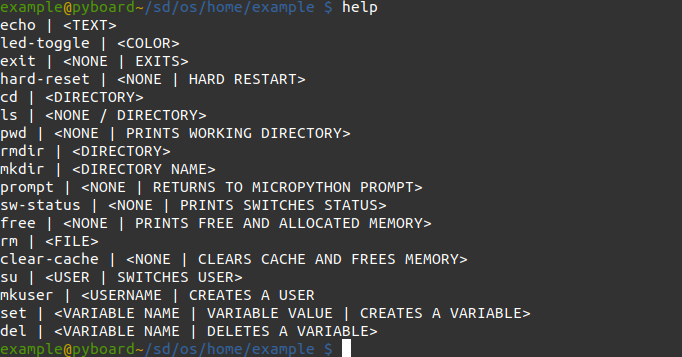 example@pyboard~/sd/os/home/example $ help
echo | <TEXT>
led-toggle | <COLOR>
exit | <NONE | EXITS>
hard-reset | <NONE | HARD RESTART>
cd | <DIRECTORY>
ls | <NONE / DIRECTORY>
pwd | <NONE | PRINTS WORKING DIRECTORY>
rmdir | <DIRECTORY>
mkdir | <DIRECTORY NAME>
prompt | <NONE | RETURNS TO MICROPYTHON PROMPT>
sw-status | <NONE | PRINTS SWITCHES STATUS>
free | <NONE | PRINTS FREE AND ALLOCATED MEMORY>
rm | <FILE>
clear-cache | <NONE | CLEARS CACHE AND FREES MEMORY>
su | <USER | SWITCHES USER>
mkuser | <USERNAME | CREATES A USER
set | <VARIABLE NAME | VARIABLE VALUE | CREATES A VARIABLE>
del | <VARIABLE NAME | DELETES A VARIABLE>
example@pyboard~/sd/os/home/example $